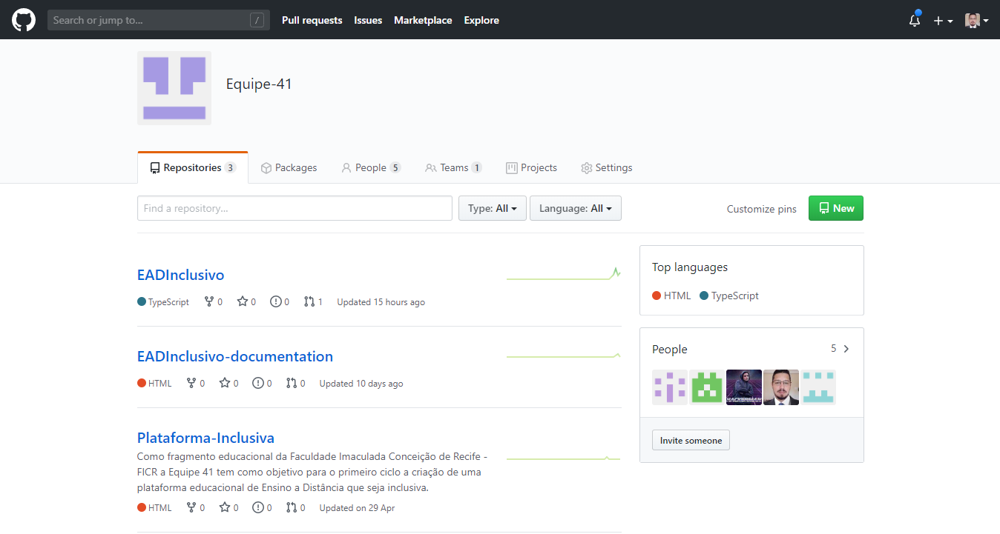 Search or jump to... /
Pull requests Issues Marketplace Explore
Equipe-41
Repositories 3 Packages People 5 Teams 1 Projects Settings
Find a repository... Type: All Language: All Customize pins New
EADInclusivo
TypeScript 0 0 0 1 Updated 15 hours ago
EADInclusivo-documentation
HTML 0 0 0 0 Updated 10 days ago
Plataforma-Inclusiva
Como fragmento educacional da Faculdade Imaculada Conceição de Recife -
FICR a Equipe 41 tem como objetivo para o primeiro ciclo a criação de uma
plataforma educacional de Ensino a Distância que seja inclusiva.
HTML 0 0 0 0 Updated on 29 Apr
Top languages
HTML TypeScript
People 5
HACKERMAN
Invite someone